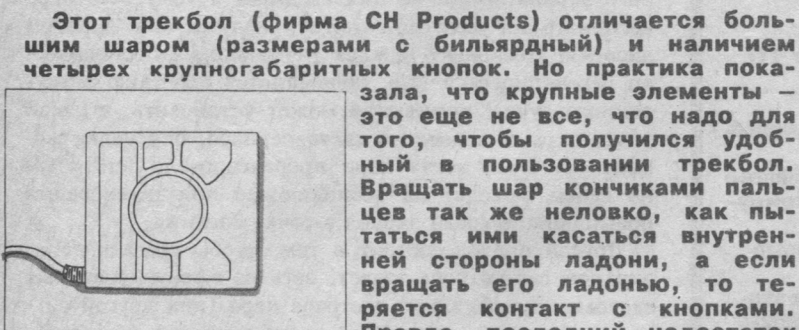 Этот трекбол (фирма CH Products) отличается боль-
шим шаром (размерами с бильярдный) и наличием
четырех крупногабаритных кнопок. Но практика пока-
зала, что крупные элементы –
это еще не все, что надо для
того, чтобы получился удоб-
ный в пользовании трекбол.
Вращать шар кончиками паль-
цев так же неловко, как пы-
таться ими касаться внутрен-
ней стороны ладони, а если
вращать его ладонью, то те-
ряется контакт с кнопками.
Правда, последний недостаток